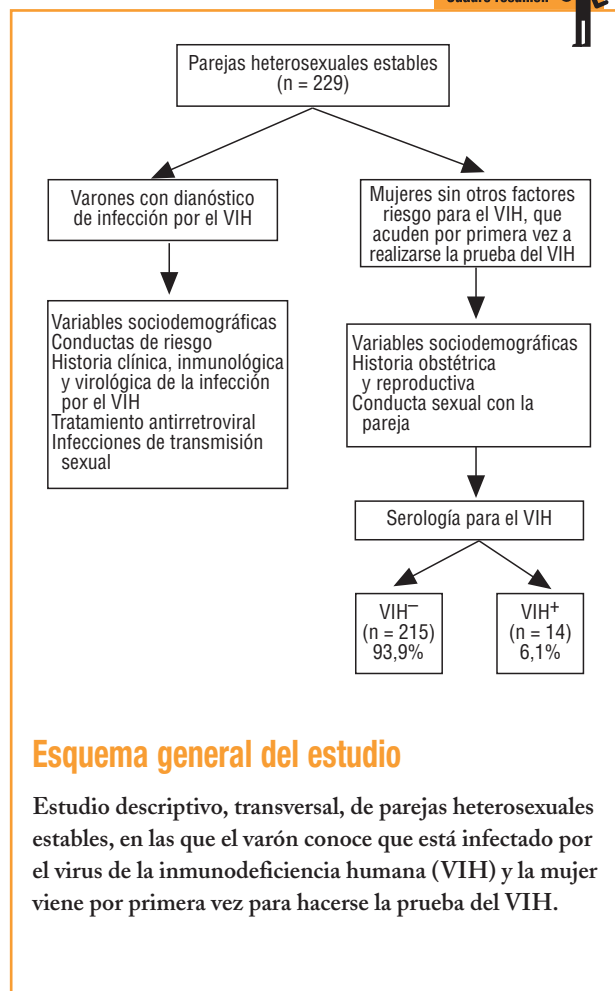 Cuadro resumen
Parejas heterosexuales estables
(n = 229)
Varones con dianóstico
de infección por el VIH
Mujeres sin otros factores
riesgo para el VIH, que
acuden por primera vez a
realizarse la prueba del VIH
Variables sociodemográficas
Conductas de riesgo
Historia clínica, inmunológica
y virológica de la infección
por el VIH
Tratamiento antirretroviral
Infecciones de transmisión
sexual
Variables sociodemográficas
Historia obstétrica
y reproductiva
Conducta sexual con la
pareja
Serología para el VIH
VIH–
(n = 215)
93,9%
VIH+
(n = 14)
6,1%
Esquema general del estudio
Estudio descriptivo, transversal, de parejas heterosexuales
estables, en las que el varón conoce que está infectado por
el virus de la inmunodeficiencia humana (VIH) y la mujer
viene por primera vez para hacerse la prueba del VIH.